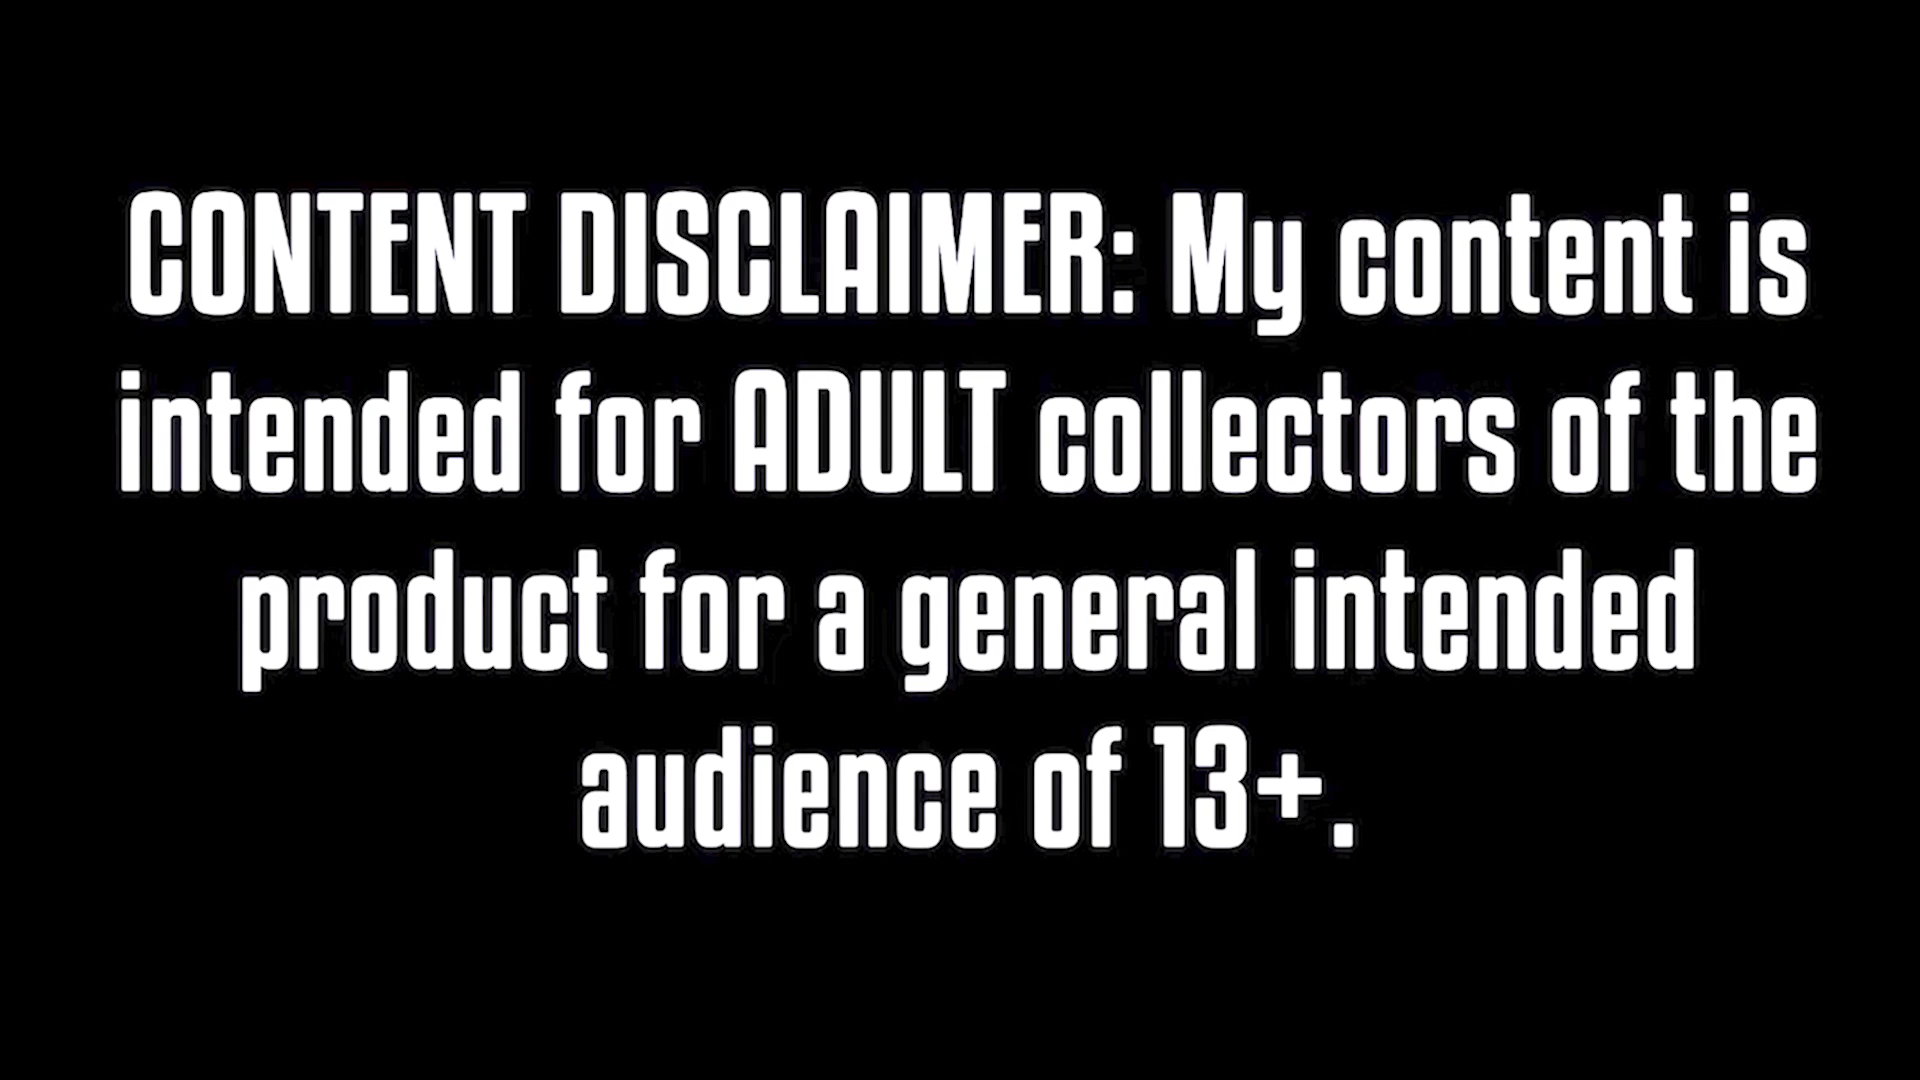 CONTENT DISCLAIMER: My content is
intended for ADULT collectors of the
product for a general intended
audience of 13+.